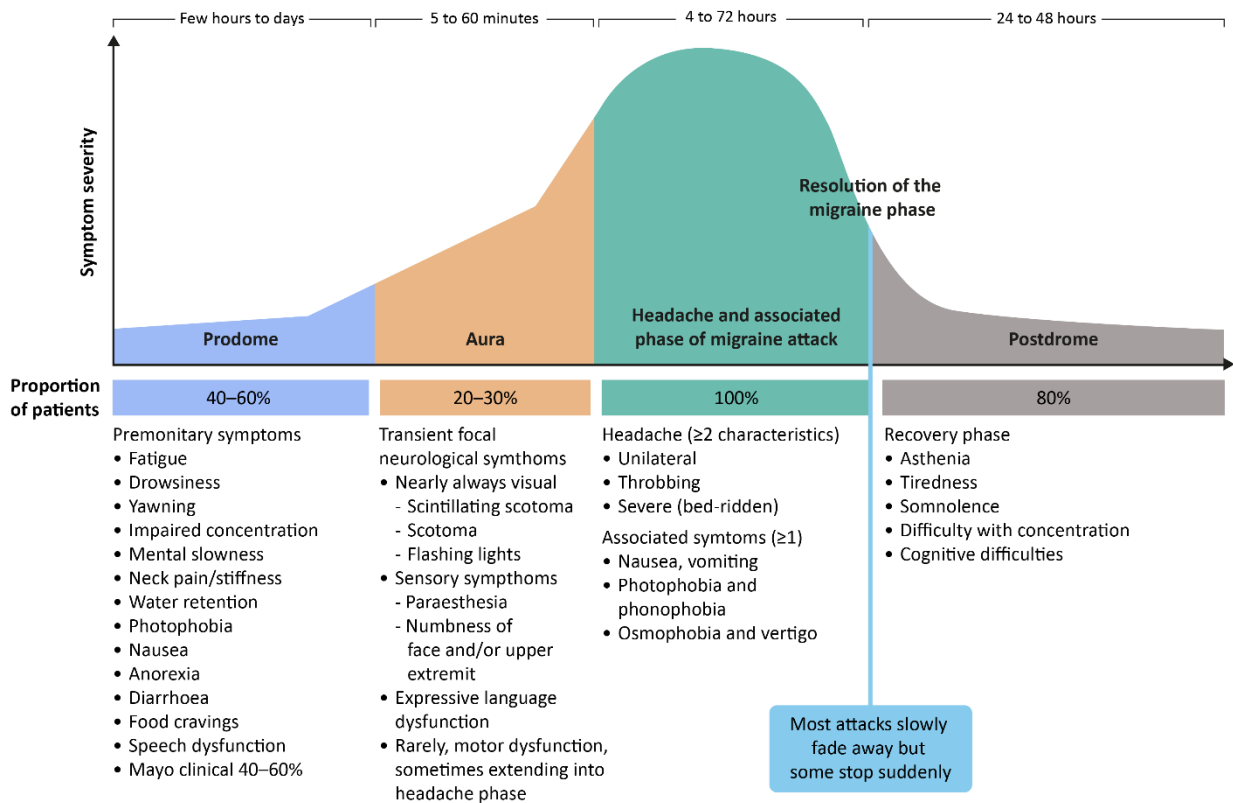 Few hours to days
5 to 60 minutes
4 to 72 hours
24 to 48 hours
Symptom severity
Resolution of the
migraine phase
Prodome
Aura
Headache and associated
phase of migraine attack
Postdrome
Proportion
of patients
40–60%
20–30%
100%
80%
Premonitary symptoms
• Fatigue
• Drowsiness
• Yawning
• Impaired concentration
• Mental slowness
• Neck pain/stiffness
• Water retention
• Photophobia
• Nausea
• Anorexia
• Diarrhoea
• Food cravings
• Speech dysfunction
• Mayo clinical 40–60%
Transient focal
neurological symthoms
• Nearly always visual
- Scintillating scotoma
- Scotoma
- Flashing lights
• Sensory sympthoms
- Paraesthesia
- Numbness of
face and/or upper
extremit
• Expressive language
dysfunction
• Rarely, motor dysfunction,
sometimes extending into
headache phase
Headache (≥2 characteristics)
• Unilateral
• Throbbing
• Severe (bed-ridden)
Associated symtoms (≥1)
• Nausea, vomiting
• Photophobia and
phonophobia
• Osmophobia and vertigo
Recovery phase
• Asthenia
• Tiredness
• Somnolence
• Difficulty with concentration
• Cognitive difficulties
Most attacks slowly
fade away but
some stop suddenly